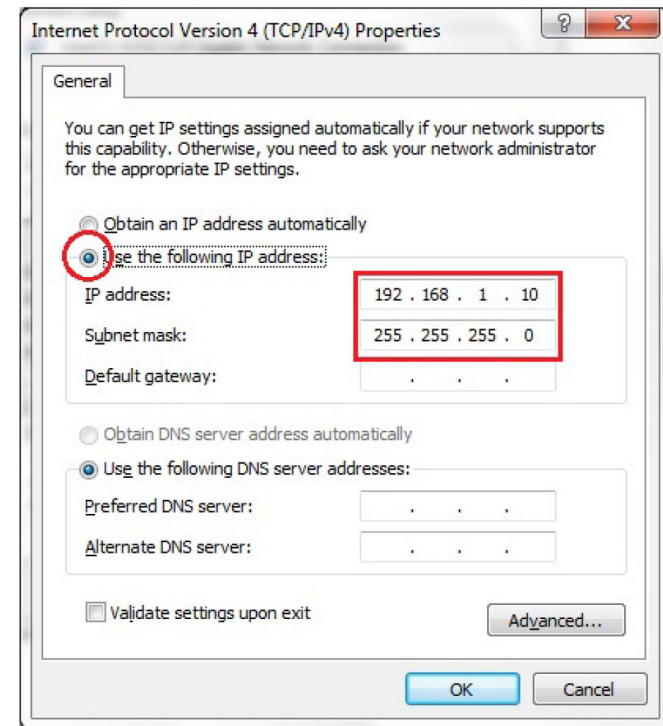 Internet Protocol Version 4 (TCP/IPv4) Properties
?
X
General
You can get IP settings assigned automatically if your network supports
this capability. Otherwise, you need to ask your network administrator
for the appropriate IP settings.
Obtain an IP address automatically
Use the following IP address:
IP address: 192 . 168 . 1 . 10
Subnet mask: 255 . 255 . 255 . 0
Default gateway: . . .
Obtain DNS server address automatically
Use the following DNS server addresses:
Preferred DNS server: . . .
Alternate DNS server: . . .
Validate settings upon exit
Advanced...
OK Cancel